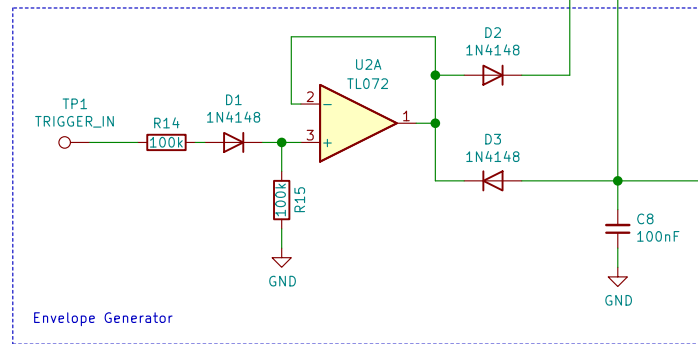 D2
1N4148
U2A
TL072
TP1
TRIGGER_IN
R14
100k
D1
1N4148
2
3
1
−
+
D3
1N4148
100k
R15
GND
C8
100nF
GND
Envelope Generator